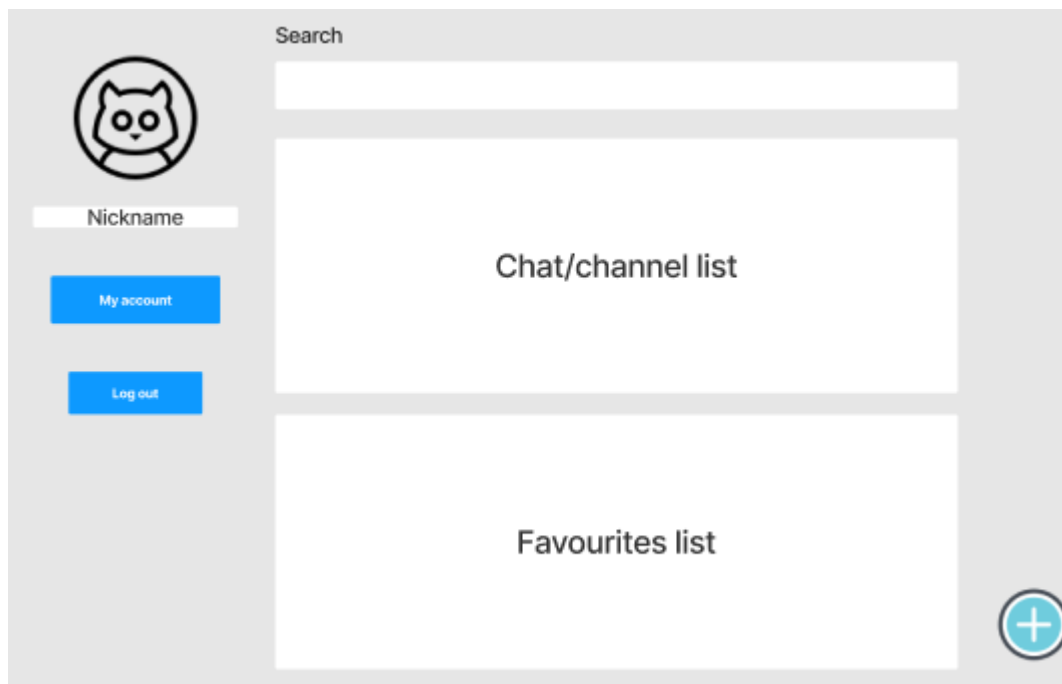 Search
Nickname
My account
Log out
Chat/channel list
Favourites list